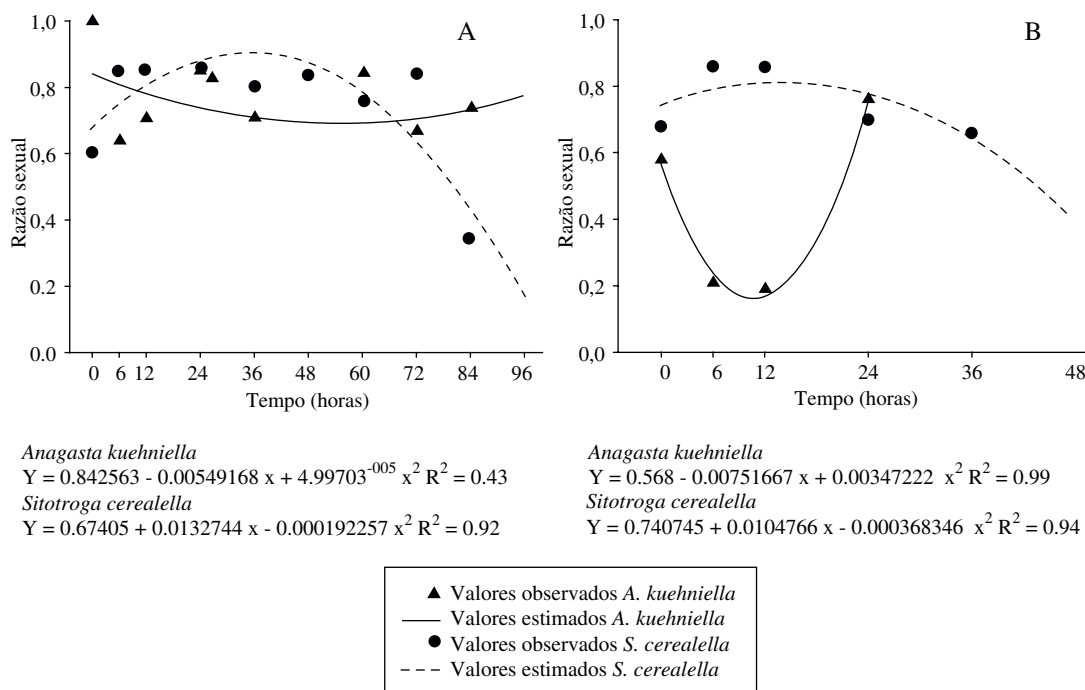 A
Razão sexual
1,0
0,8
0,6
0,4
0,2
0.0
0 6 12 24 36 48 60 72 84 96
Tempo (horas)
B
Razão sexual
1,0
0,8
0,6
0,4
0,2
0,0
0 6 12 24 36 48
Tempo (horas)
Anagasta kuehniella
Y = 0.842563 - 0.00549168 x + 4.99703⁻⁰⁰⁵ x² R² = 0.43
Sitotroga cerealella
Y = 0.67405 + 0.0132744 x - 0.000192257 x² R² = 0.92
Anagasta kuehniella
Y = 0.568 - 0.00751667 x + 0.00347222 x² R² = 0.99
Sitotroga cerealella
Y = 0.740745 + 0.0104766 x - 0.000368346 x² R² = 0.94
Valores observados A. kuehniella
Valores estimados A. kuehniella
Valores observados S. cerealella
Valores estimados S. cerealella